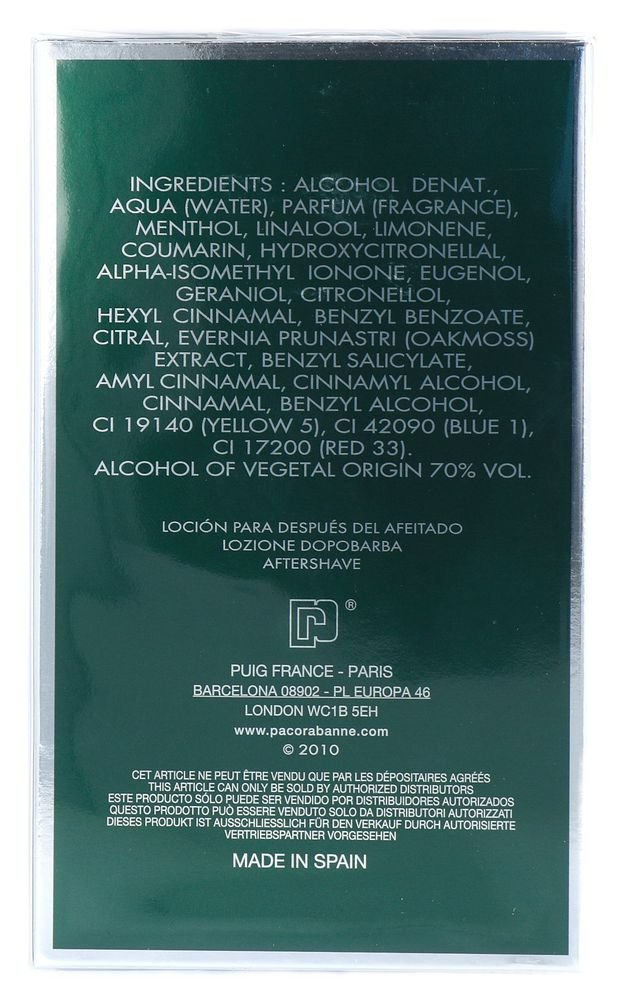 INGREDIENTS : ALCOHOL DENAT.,
AQUA (WATER), PARFUM (FRAGRANCE),
MENTHOL, LINALOOL, LIMONENE,
COUMARIN, HYDROXYCITRONELLAL,
ALPHA-ISOMETHYL IONONE, EUGENOL,
GERANIOL, CITRONELLOL,
HEXYL CINNAMAL, BENZYL BENZOATE,
CITRAL, EVERNIA PRUNASTRI (OAKMOSS)
EXTRACT, BENZYL SALICYLATE,
AMYL CINNAMAL, CINNAMYL ALCOHOL,
CINNAMAL, BENZYL ALCOHOL,
CI 19140 (YELLOW 5), CI 42090 (BLUE 1),
CI 17200 (RED 33).
ALCOHOL OF VEGETAL ORIGIN 70% VOL.
LOCIÓN PARA DESPUÉS DEL AFEITADO
LOZIONE DOPOBARBA
AFTERSHAVE
®
PUIG FRANCE - PARIS
BARCELONA 08902 - PL EUROPA 46
LONDON WC1B 5EH
www.pacorabanne.com
© 2010
CET ARTICLE NE PEUT ÊTRE VENDU QUE PAR LES DÉPOSITAIRES AGRÉÉS
THIS ARTICLE CAN ONLY BE SOLD BY AUTHORIZED DISTRIBUTORS
ESTE PRODUCTO SÓLO PUEDE SER VENDIDO POR DISTRIBUIDORES AUTORIZADOS
QUESTO PRODOTTO PUÒ ESSERE VENDUTO SOLO DA DISTRIBUTORI AUTORIZZATI
DIESES PRODUKT IST AUSSCHLIESSLICH FÜR DEN VERKAUF DURCH AUTORISIERTE
VERTRIEBSPARTNER VORGESEHEN
MADE IN SPAIN